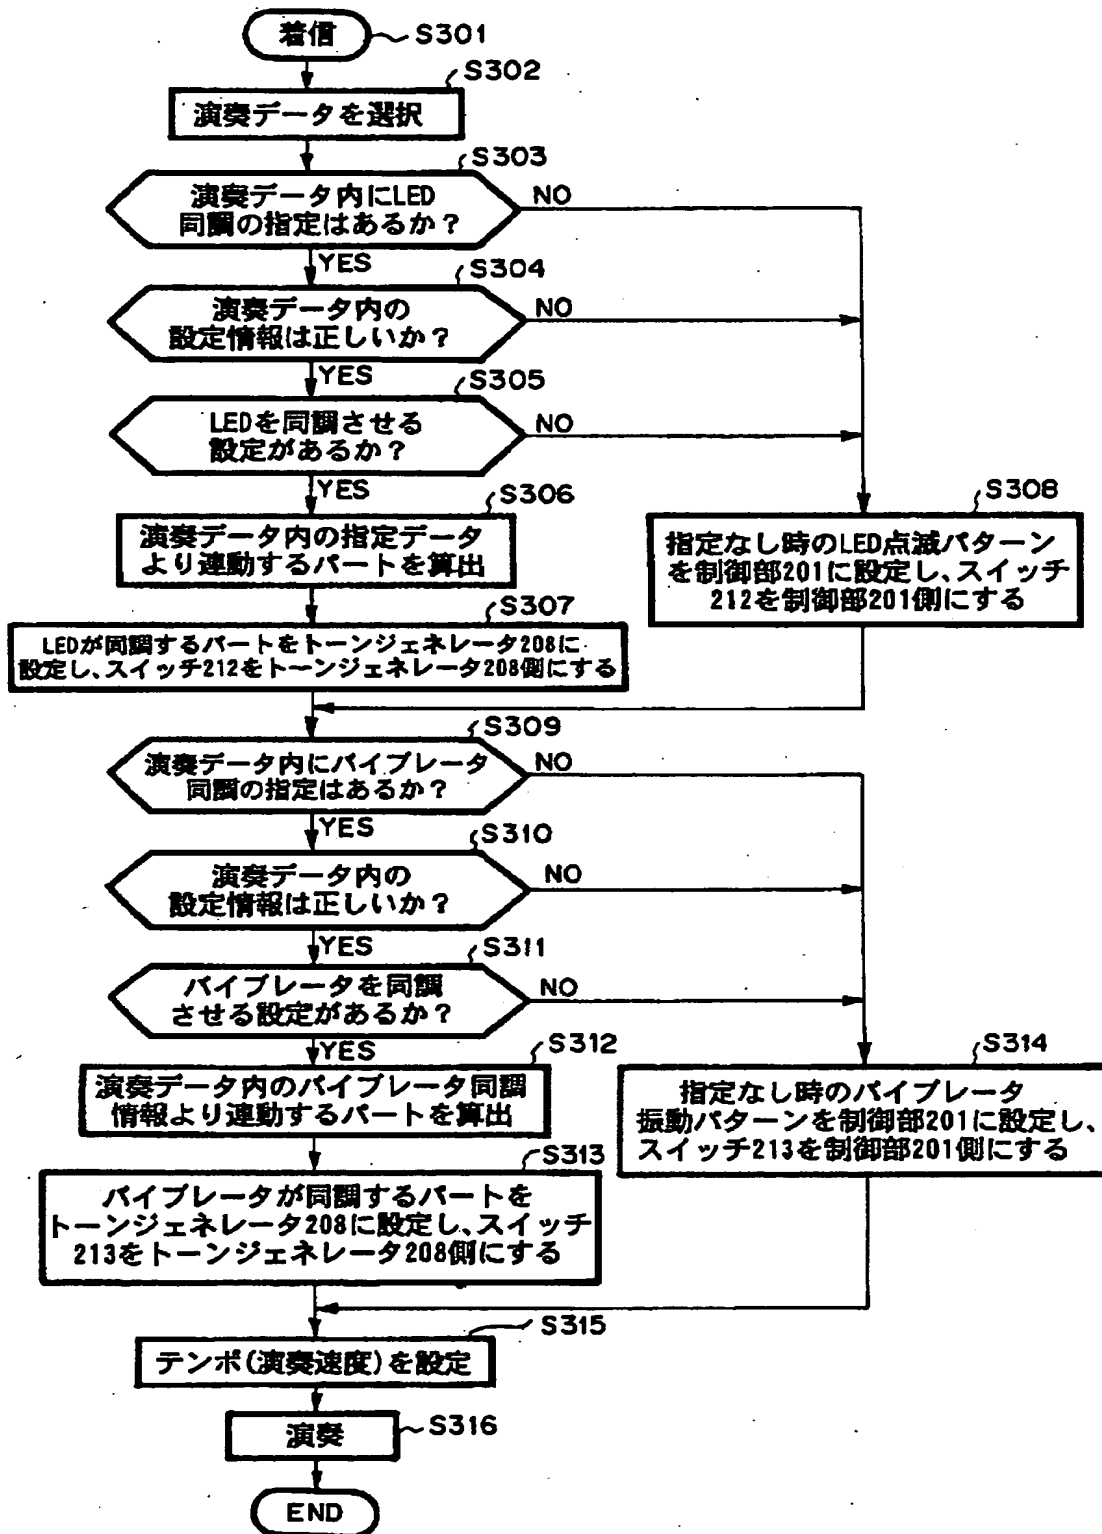 着信
S301
S302
演奏データを選択
S303
演奏データ内にLED
同調の指定はあるか?
NO
YES
S304
演奏データ内の
設定情報は正しいか?
NO
YES
S305
LEDを同調させる
設定があるか?
NO
YES
S306
演奏データ内の指定データ
より連動するパートを算出
S308
指定なし時のLED点滅パターン
を制御部201に設定し、スイッチ
212を制御部201側にする
S307
LEDが同調するパートをトーンジェネレータ208に
設定し、スイッチ212をトーンジェネレータ208側にする
S309
演奏データ内にバイブレータ
同調の指定はあるか?
NO
YES
S310
演奏データ内の
設定情報は正しいか?
NO
YES
S311
バイブレータを同調
させる設定があるか?
NO
YES
S312
演奏データ内のバイブレータ同調
情報より連動するパートを算出
S314
指定なし時のバイブレータ
振動パターンを制御部201に設定し、
スイッチ213を制御部201側にする
S313
バイブレータが同調するパートを
トーンジェネレータ208に設定し、スイッチ
213をトーンジェネレータ208側にする
S315
テンポ(演奏速度)を設定
演奏
S316
END